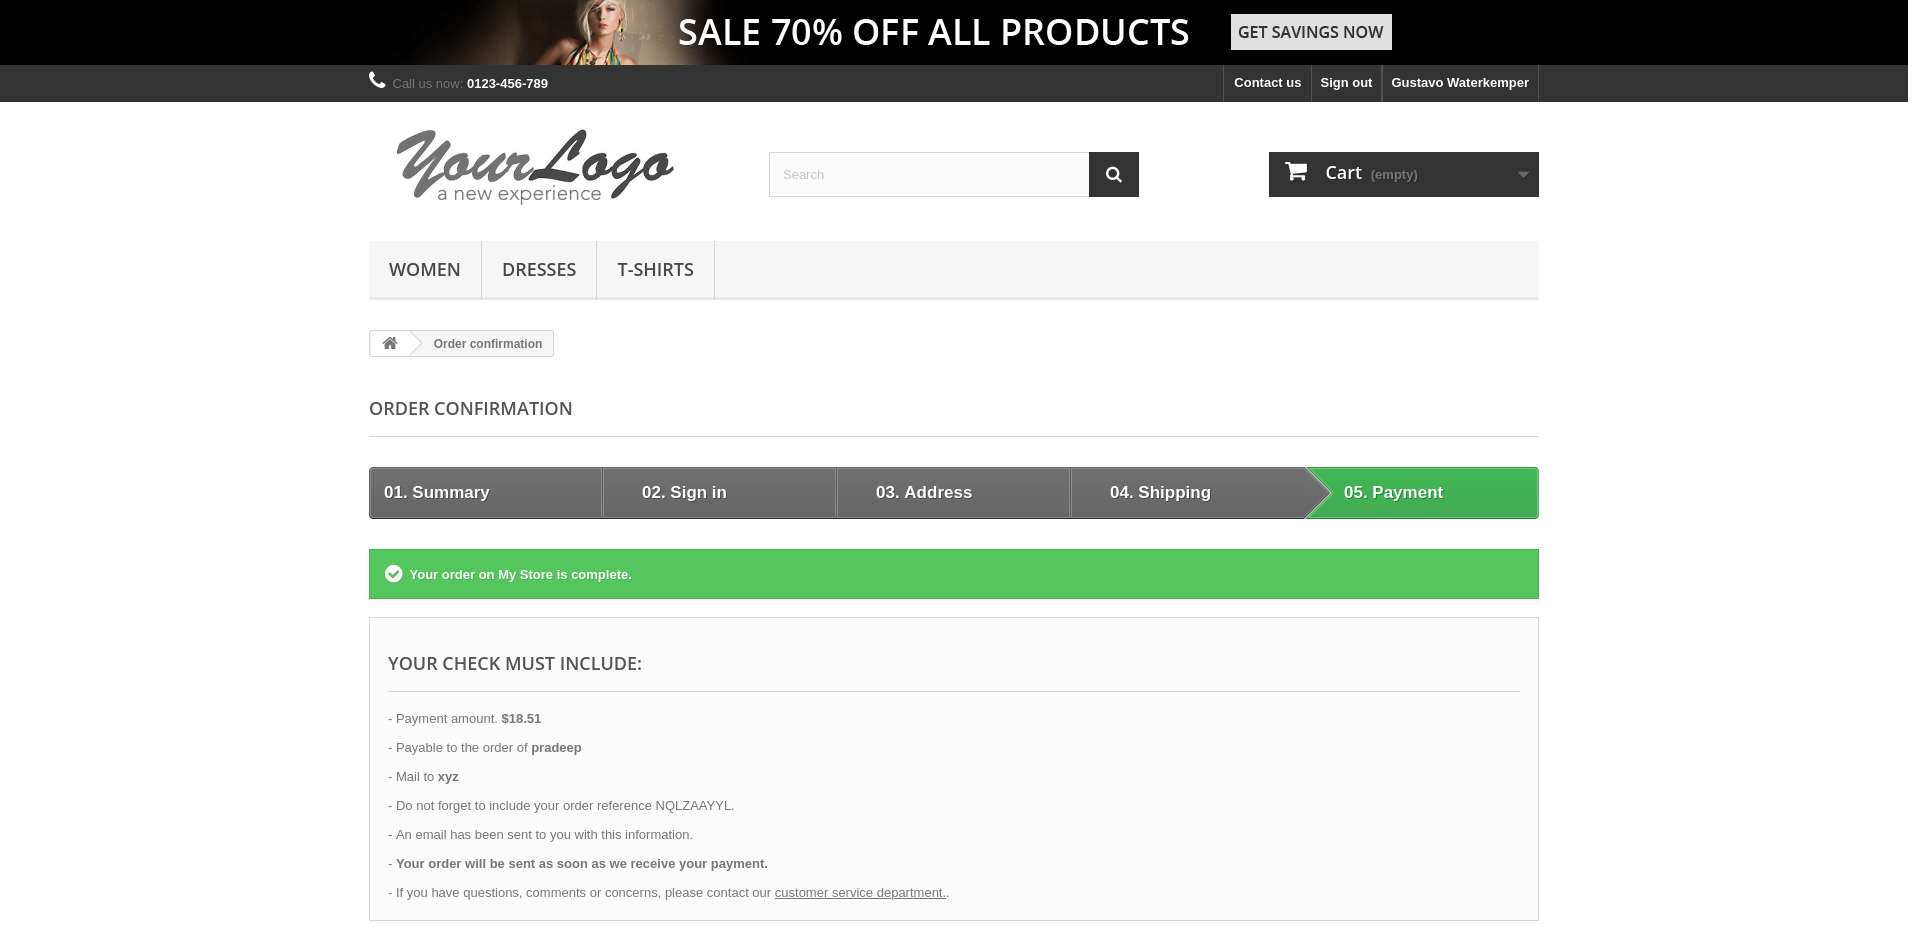 SALE 70% OFF ALL PRODUCTS GET SAVINGS NOW
Call us now: 0123-456-789 Contact us Sign out Gustavo Waterkemper
YourLogo
a new experience
Search
Cart (empty)
WOMEN DRESSES T-SHIRTS
Order confirmation
ORDER CONFIRMATION
01. Summary 02. Sign in 03. Address 04. Shipping 05. Payment
Your order on My Store is complete.
YOUR CHECK MUST INCLUDE:
- Payment amount. $18.51
- Payable to the order of pradeep
- Mail to xyz
- Do not forget to include your order reference NQLZAAYYL.
- An email has been sent to you with this information.
- Your order will be sent as soon as we receive your payment.
- If you have questions, comments or concerns, please contact our customer service department..